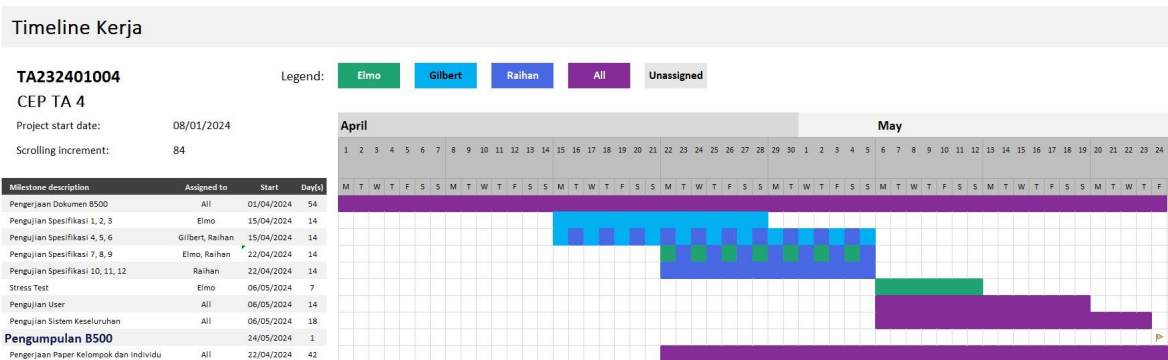 Timeline Kerja
TA232401004 Legend: Elmo Gilbert Raihan All Unassigned
CEP TA 4
Project start date: 08/01/2024 April May
Scrolling increment: 84 1 2 3 4 5 6 7 8 9 10 11 12 13 14 15 16 17 18 19 20 21 22 23 24 25 26 27 28 29 30 1 2 3 4 5 6 7 8 9 10 11 12 13 14 15 16 17 18 19 20 21 22 23 24
Milestone description Assigned to Start Day(s) M T W T F S S M T W T F S S M T W T F S S M T W T F S S M T W T F S S M T W T F S S M T W T F S S M T W T F
Pengerjaan Dokumen B500 All 01/04/2024 54
Pengujian Spesifikasi 1, 2, 3 Elmo 15/04/2024 14
Pengujian Spesifikasi 4, 5, 6 Gilbert, Raihan 15/04/2024 14
Pengujian Spesifikasi 7, 8, 9 Elmo, Raihan 22/04/2024 14
Pengujian Spesifikasi 10, 11, 12 Raihan 22/04/2024 14
Stress Test Elmo 06/05/2024 7
Pengujian User All 06/05/2024 14
Pengujian Sistem Keseluruhan All 06/05/2024 18
Pengumpulan B500 24/05/2024 1
Pengerjaan Paper Kelompok dan Individu All 22/04/2024 42